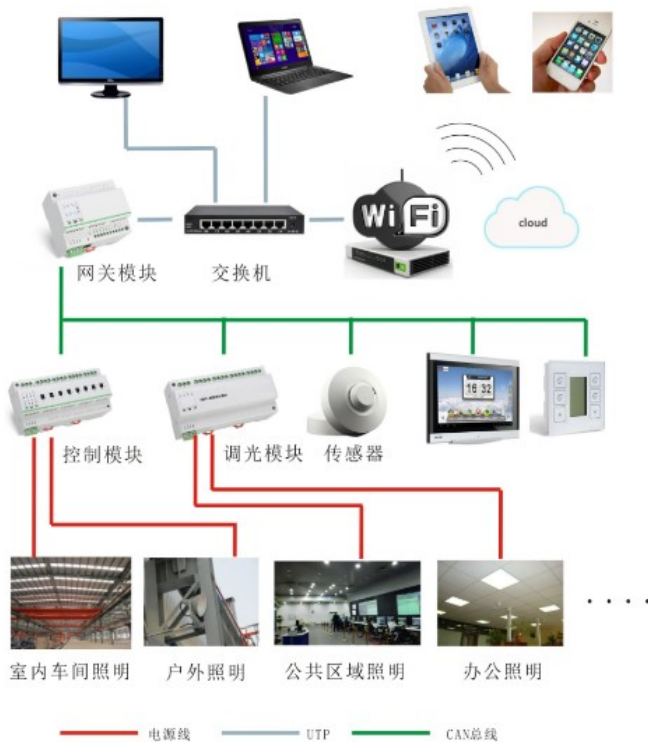 WiFi
cloud
网关模块
交换机
16 32
控制模块
调光模块
传感器
室内车间照明
户外照明
公共区域照明
办公照明
电源线
UTP
CAN总线